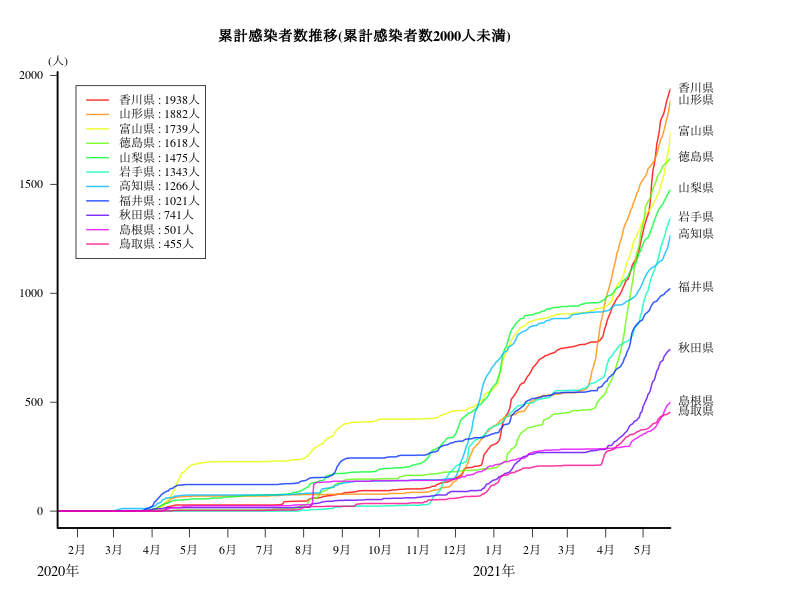 累計感染者数推移(累計感染者数2000人未満)
(人)
2000
1500
1000
500
0
香川県 : 1938人
山形県 : 1882人
富山県 : 1739人
徳島県 : 1618人
山梨県 : 1475人
岩手県 : 1343人
高知県 : 1266人
福井県 : 1021人
秋田県 : 741人
島根県 : 501人
鳥取県 : 455人
香川県
山形県
富山県
徳島県
山梨県
岩手県
高知県
福井県
秋田県
島根県
鳥取県
2月 3月 4月 5月 6月 7月 8月 9月 10月 11月 12月 1月 2月 3月 4月 5月
2020年 2021年